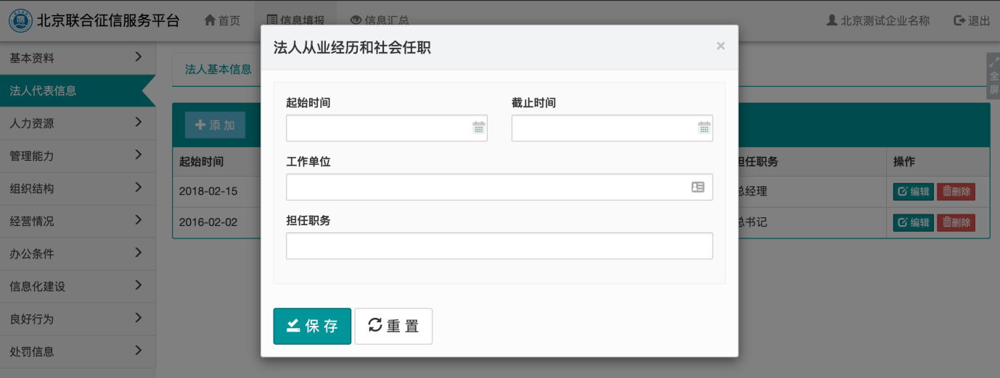 北京联合征信服务平台
首页
信息填报
信息汇总
北京测试企业名称
退出
基本资料
法人代表信息
人力资源
管理能力
组织结构
经营情况
办公条件
信息化建设
良好行为
处罚信息
法人基本信息
添 加
起始时间
担任职务
操作
2018-02-15
总经理
编辑
删除
2016-02-02
总书记
编辑
删除
全
屏
法人从业经历和社会任职
×
起始时间
截止时间
工作单位
担任职务
保 存
重 置